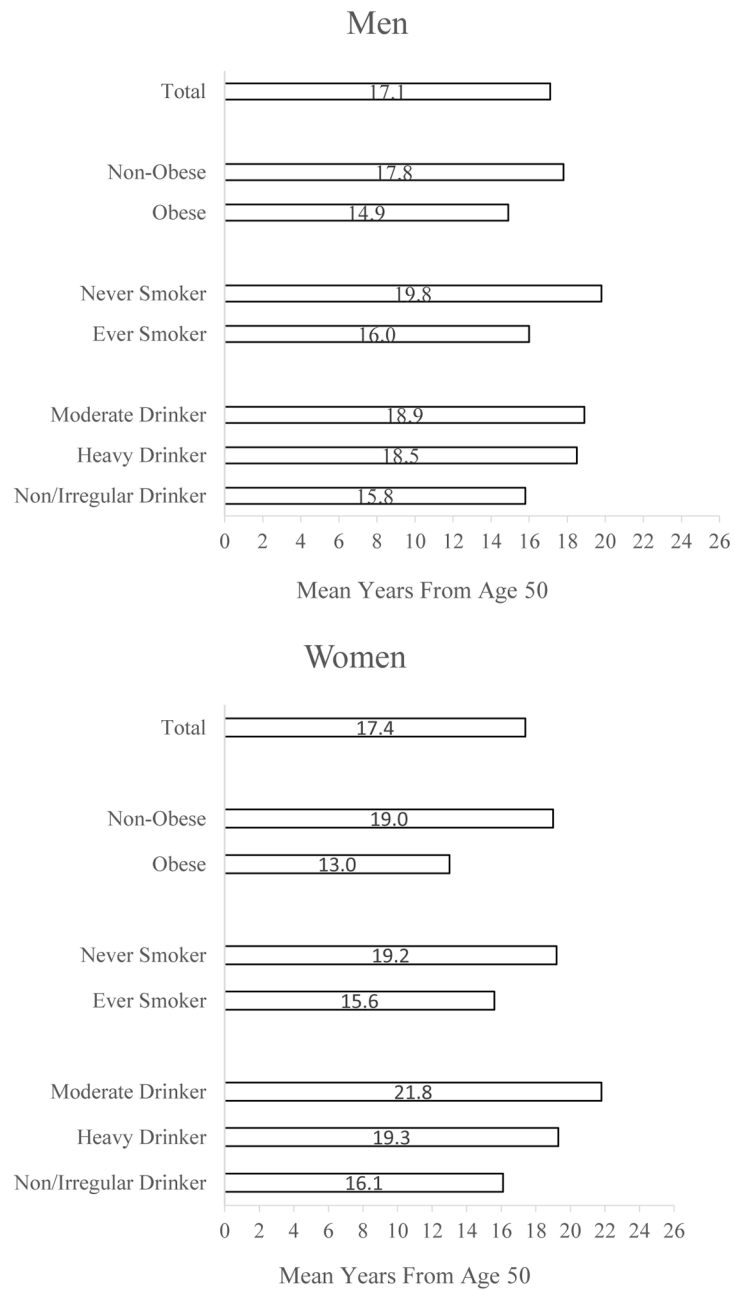 Men
Total 17.1
Non-Obese 17.8
Obese 14.9
Never Smoker 19.8
Ever Smoker 16.0
Moderate Drinker 18.9
Heavy Drinker 18.5
Non/Irregular Drinker 15.8
0 2 4 6 8 10 12 14 16 18 20 22 24 26
Mean Years From Age 50
Women
Total 17.4
Non-Obese 19.0
Obese 13.0
Never Smoker 19.2
Ever Smoker 15.6
Moderate Drinker 21.8
Heavy Drinker 19.3
Non/Irregular Drinker 16.1
0 2 4 6 8 10 12 14 16 18 20 22 24 26
Mean Years From Age 50